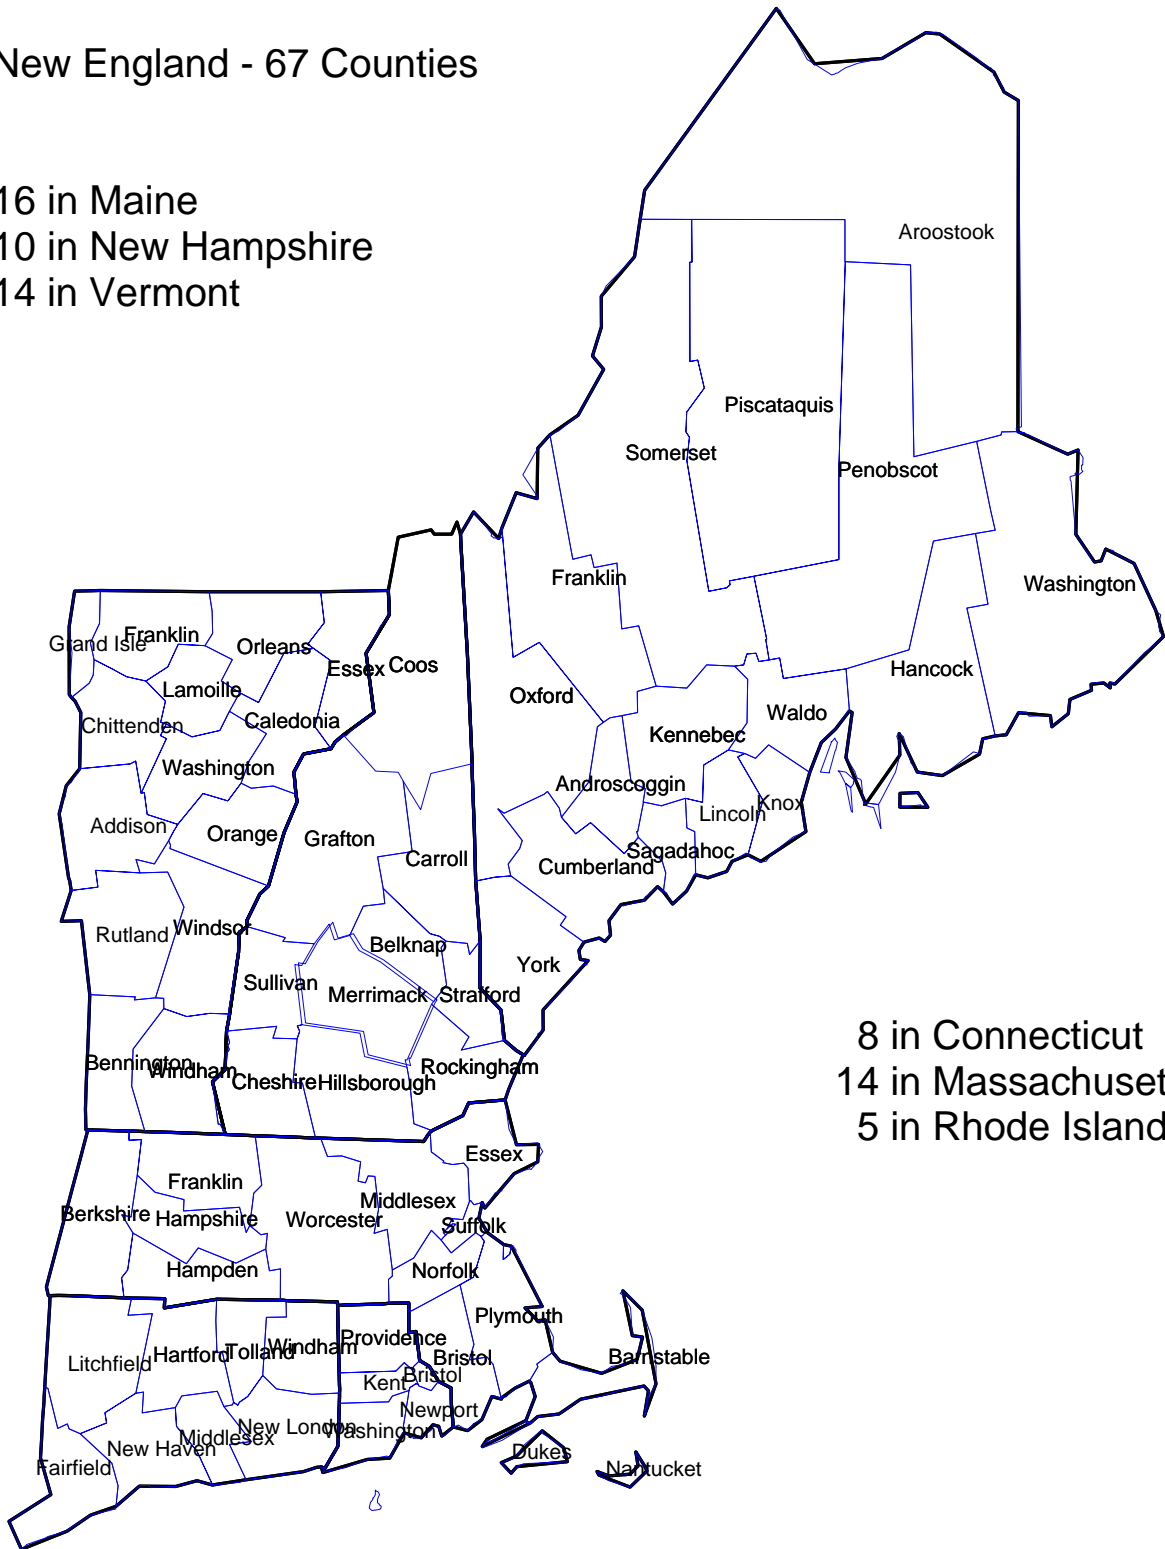 New England - 67 Counties
16 in Maine
10 in New Hampshire
14 in Vermont
Aroostook
Piscataquis
Somerset
Penobscot
Franklin
Washington
Grand Isle
Franklin
Orleans
Essex
Coos
Hancock
Lamoille
Oxford
Waldo
Chittenden
Caledonia
Kennebec
Washington
Androscoggin
Lincoln
Knox
Addison
Orange
Grafton
Carroll
Sagadahoc
Cumberland
Rutland
Windsor
Belknap
York
Sullivan
Merrimack
Strafford
8 in Connecticut
Bennington
Windham
Cheshire
Hillsborough
Rockingham
14 in Massachuset
5 in Rhode Island
Essex
Franklin
Middlesex
Berkshire
Hampshire
Worcester
Suffolk
Hampden
Norfolk
Plymouth
Litchfield
Hartford
Tolland
Windham
Providence
Bristol
Barnstable
Kent
Bristol
Newport
New Haven
Middlesex
New London
Washington
Fairfield
Dukes
Nantucket